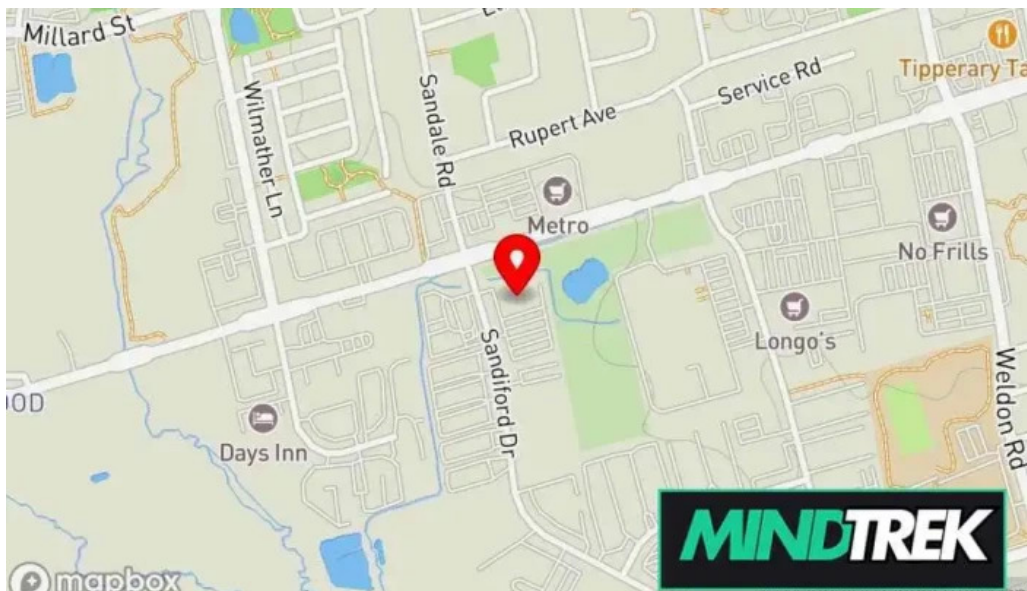 Millard St
Wilmather Ln
Sandale Rd
Rupert Ave
Service Rd
Tipperary Ta
Metro
No Frills
Longo's
OOD
Sandiford Dr
Days Inn
Weldon Rd
MINDTREK
mapbox